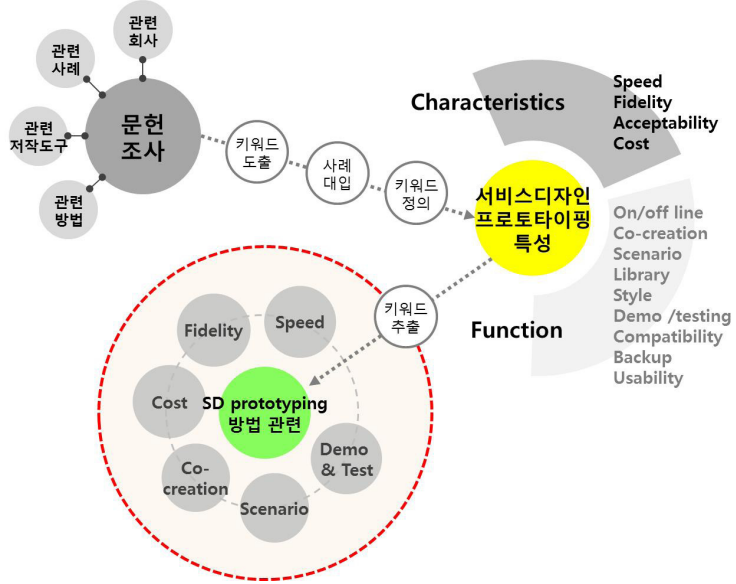 관련
회사
관련
사례
관련
저작도구
관련
방법
문헌
조사
키워드
도출
사례
대입
키워드
정의
서비스디자인
프로토타이핑
특성
Characteristics
Speed
Fidelity
Acceptability
Cost
Function
On/off line
Co-creation
Scenario
Library
Style
Demo /testing
Compatibility
Backup
Usability
키워드
추출
SD prototyping
방법 관련
Fidelity
Speed
Cost
Demo
& Test
Co-
creation
Scenario